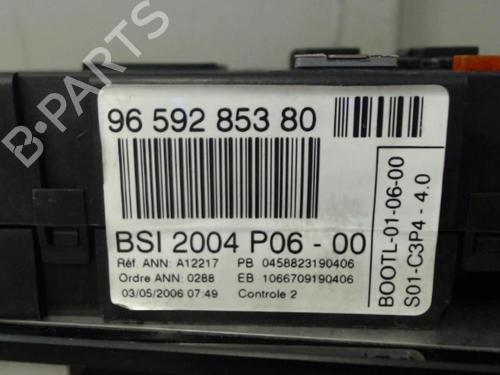 96 592 853 80
BSI 2004 P06 - 00
Réf. ANN: A12217 PB 0458823190406
Ordre ANN: 0288 EB 1066709190406
03/05/2006 07:49 Controle 2
BOOTL-01-06-00
S01-C3P4 - 4.0
B-PARTS